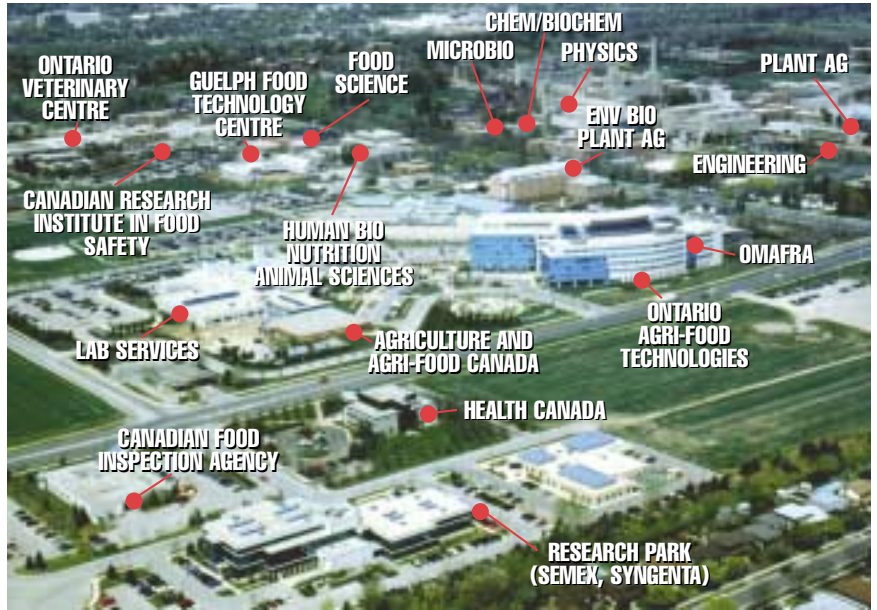 CHEM/BIOCHEM
MICROBIO
PHYSICS
PLANT AG
ONTARIO
VETERINARY
CENTRE
GUELPH FOOD
TECHNOLOGY
CENTRE
FOOD
SCIENCE
ENV BIO
PLANT AG
ENGINEERING
CANADIAN RESEARCH
INSTITUTE IN FOOD
SAFETY
HUMAN BIO
NUTRITION
ANIMAL SCIENCES
OMAFRA
LAB SERVICES
AGRICULTURE AND
AGRI-FOOD CANADA
ONTARIO
AGRI-FOOD
TECHNOLOGIES
HEALTH CANADA
CANADIAN FOOD
INSPECTION AGENCY
RESEARCH PARK
(SEMEX, SYNGENTA)